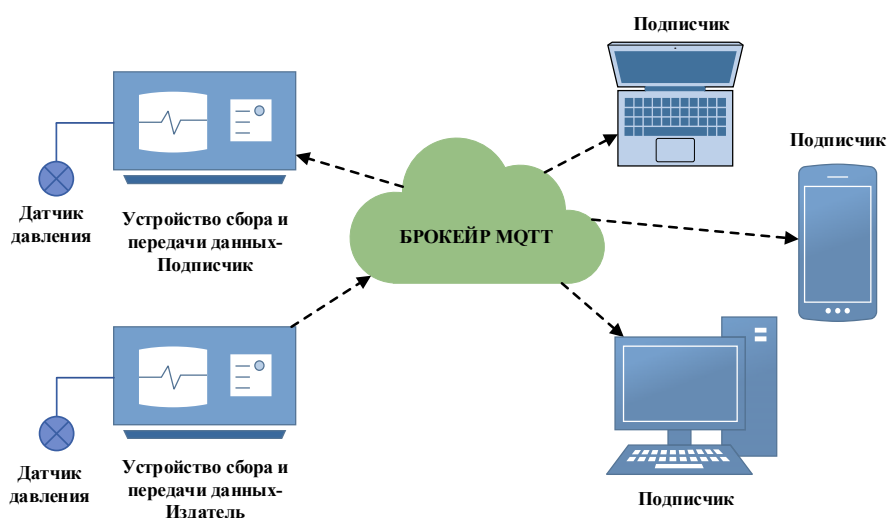 Подписчик
Подписчик
Датчик
давления
Устройство сбора и
передачи данных-
Подписчик
БРОКЕЙР MQTT
Датчик
давления
Устройство сбора и
передачи данных-
Издатель
Подписчик